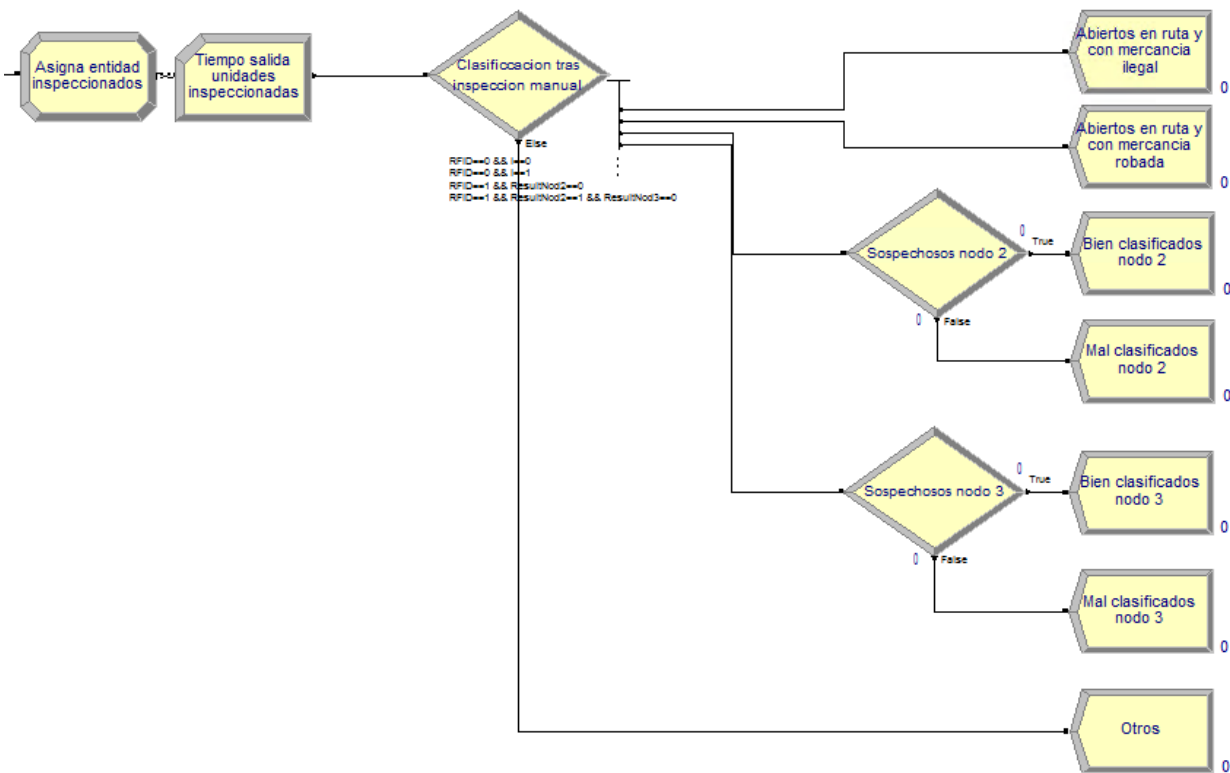 Asigna entidad
inspeccionados
Tiempo salida
unidades
inspeccionadas
Clasificcacion tras
inspeccion manual
Else
RFID==0 && I==0
RFID==0 && I==1
RFID==1 && ResultNod2==0
RFID==1 && ResultNod2==1 && ResultNod3==0
Abiertos en ruta y
con mercancia
ilegal
0
Abiertos en ruta y
con mercancia
robada
0
Sospechosos nodo 2
0
True
0
False
Bien clasificados
nodo 2
0
Mal clasificados
nodo 2
0
Sospechosos nodo 3
0
True
0
False
Bien clasificados
nodo 3
0
Mal clasificados
nodo 3
0
Otros
0